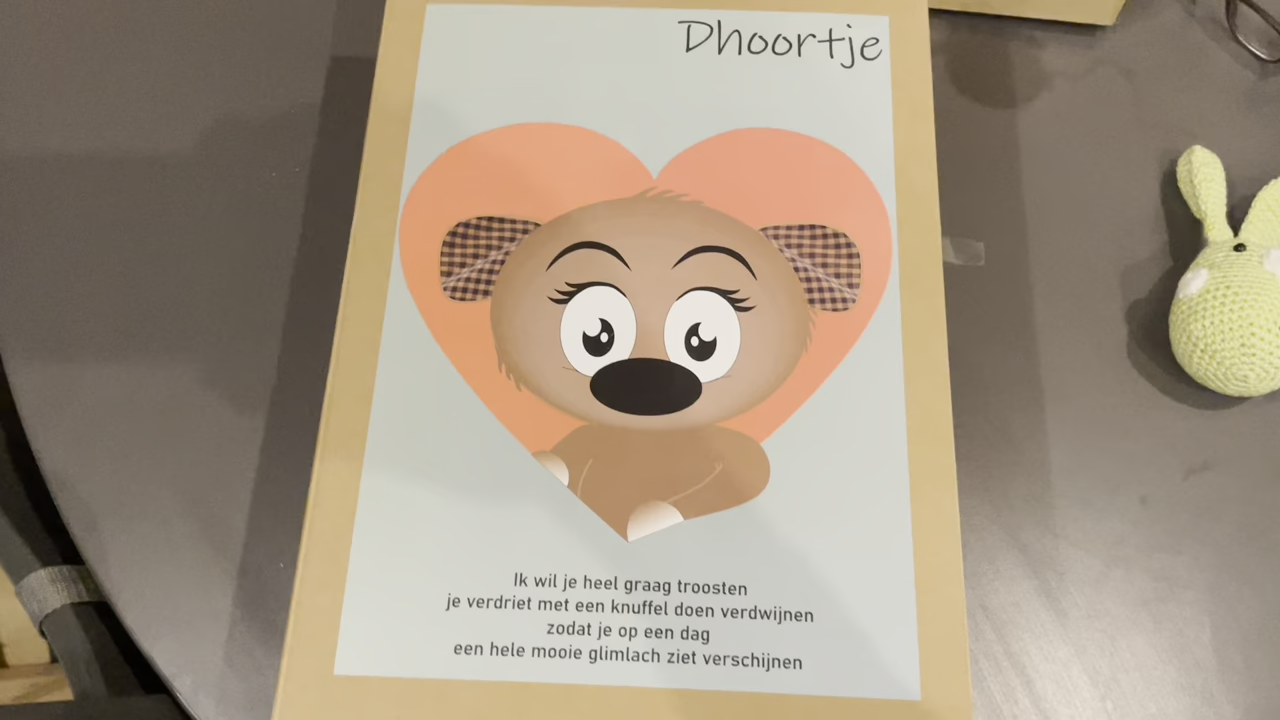 Dhoortje
Ik wil je heel graag troosten
je verdriet met een knuffel doen verdwijnen
zodat je op een dag
een hele mooie glimlach ziet verschijnen